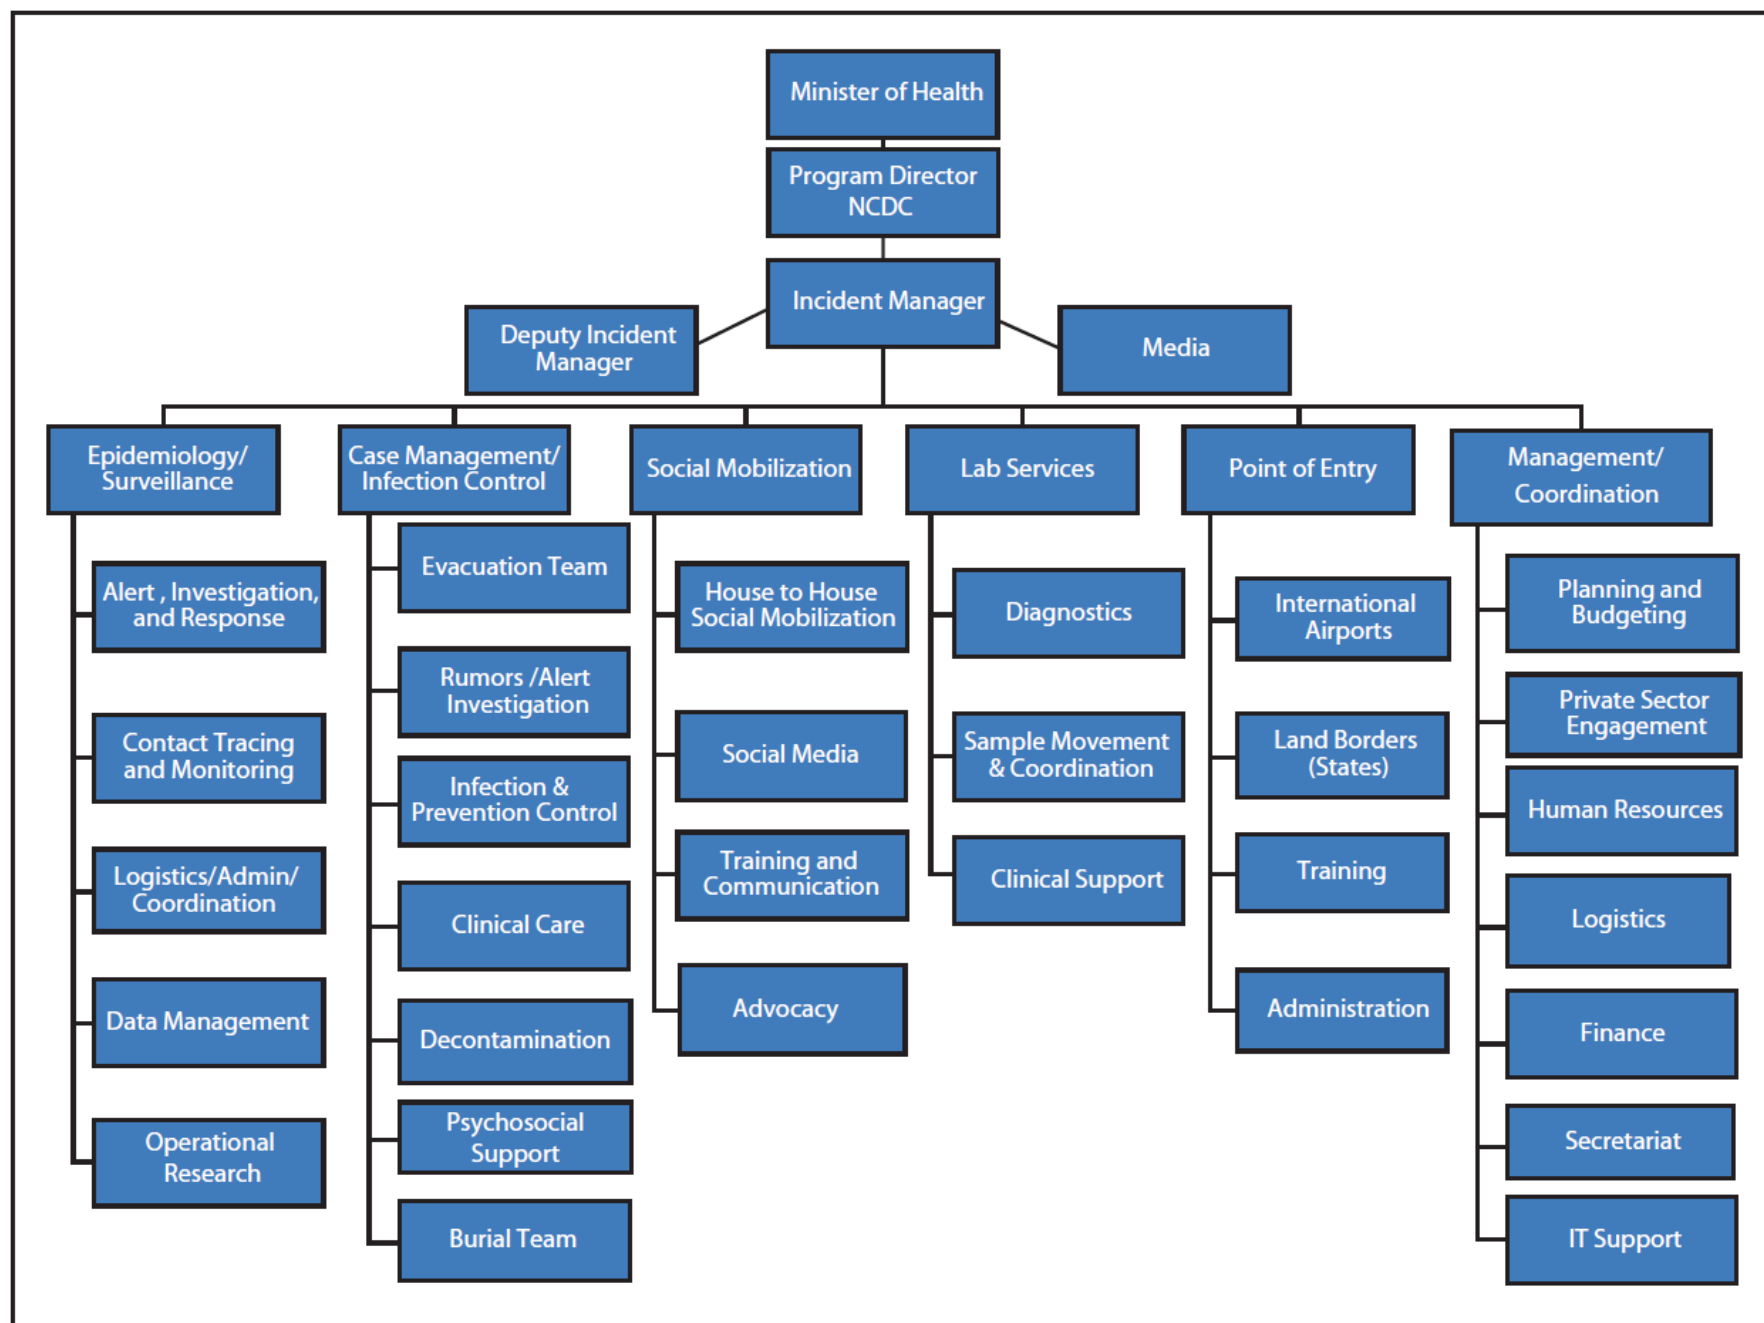 Minister of Health
Program Director
NCDC
Incident Manager
Deputy Incident
Manager
Media
Epidemiology/
Surveillance
Alert , Investigation,
and Response
Contact Tracing
and Monitoring
Logistics/Admin/
Coordination
Data Management
Operational
Research
Case Management/
Infection Control
Evacuation Team
Rumors /Alert
Investigation
Infection &
Prevention Control
Clinical Care
Decontamination
Psychosocial
Support
Burial Team
Social Mobilization
House to House
Social Mobilization
Social Media
Training and
Communication
Advocacy
Lab Services
Diagnostics
Sample Movement
& Coordination
Clinical Support
Point of Entry
International
Airports
Land Borders
(States)
Training
Administration
Management/
Coordination
Planning and
Budgeting
Private Sector
Engagement
Human Resources
Logistics
Finance
Secretariat
IT Support